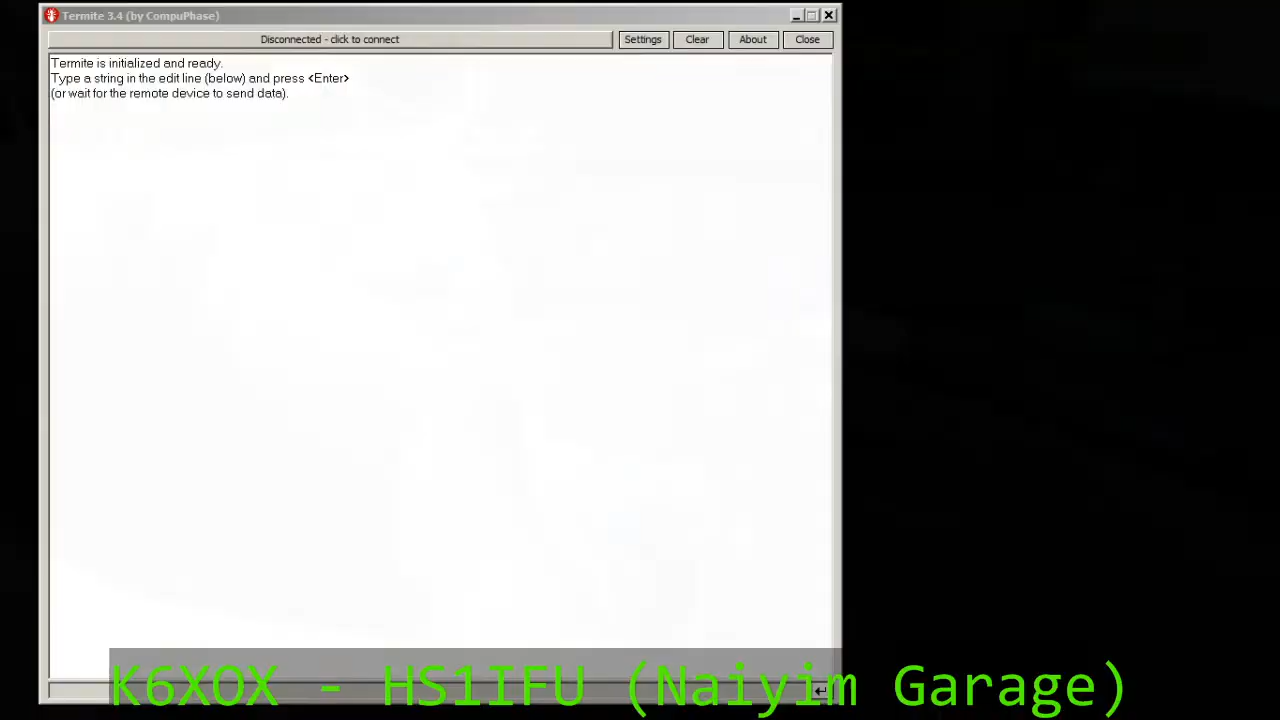 Termite 3.4 (by CompuPhase)
Disconnected - click to connect
Settings
Clear
About
Close
Termite is initialized and ready.
Type a string in the edit line (below) and press <Enter>
(or wait for the remote device to send data).
K6XOX - HS1IFU (Naiyim Garage)